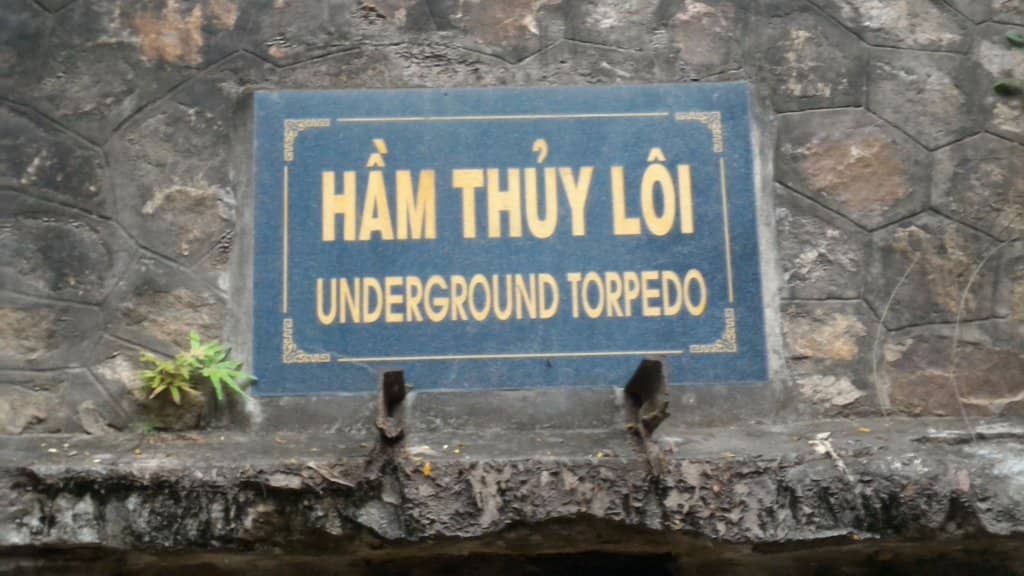 HẦM THỦY LÔI
UNDERGROUND TORPEDO